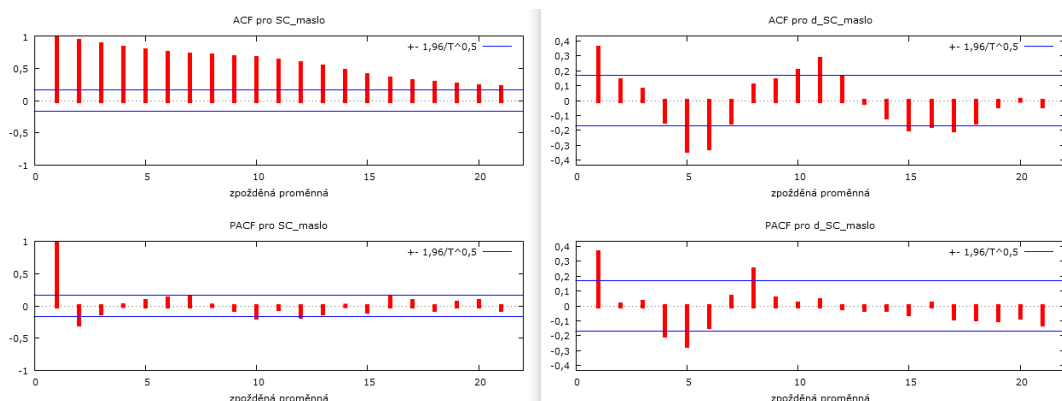 ACF pro SC_maslo
+- 1,96/T^0,5
1
0,5
0
-0,5
-1
0 5 10 15 20
zpožděná proměnná
PACF pro SC_maslo
+- 1,96/T^0,5
1
0,5
0
-0,5
-1
0 5 10 15 20
zpožděná proměnná
ACF pro d_SC_maslo
+- 1,96/T^0,5
0,4
0,3
0,2
0,1
0
-0,1
-0,2
-0,3
-0,4
0 5 10 15 20
zpožděná proměnná
PACF pro d_SC_maslo
+- 1,96/T^0,5
0,4
0,3
0,2
0,1
0
-0,1
-0,2
-0,3
-0,4
0 5 10 15 20
zpožděná proměnná